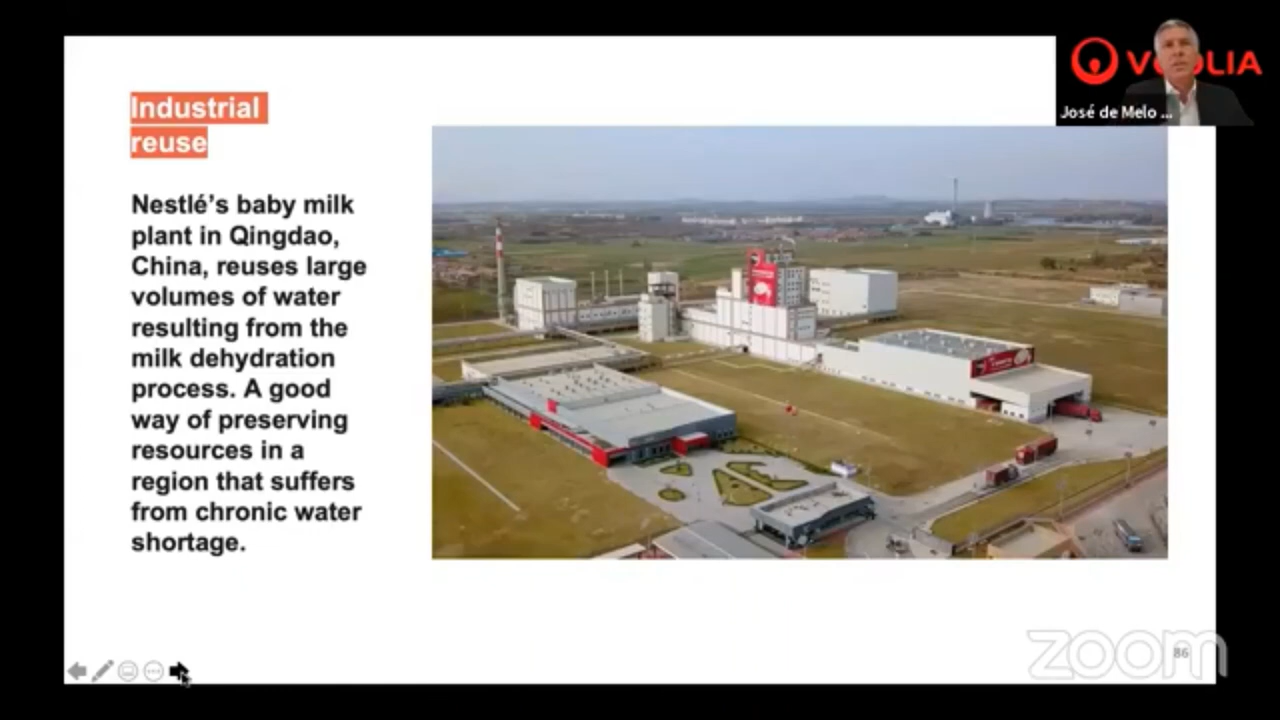 Industrial
reuse
Nestlé’s baby milk
plant in Qingdao,
China, reuses large
volumes of water
resulting from the
milk dehydration
process. A good
way of preserving
resources in a
region that suffers
from chronic water
shortage.
José de Melo ...
zoom
86